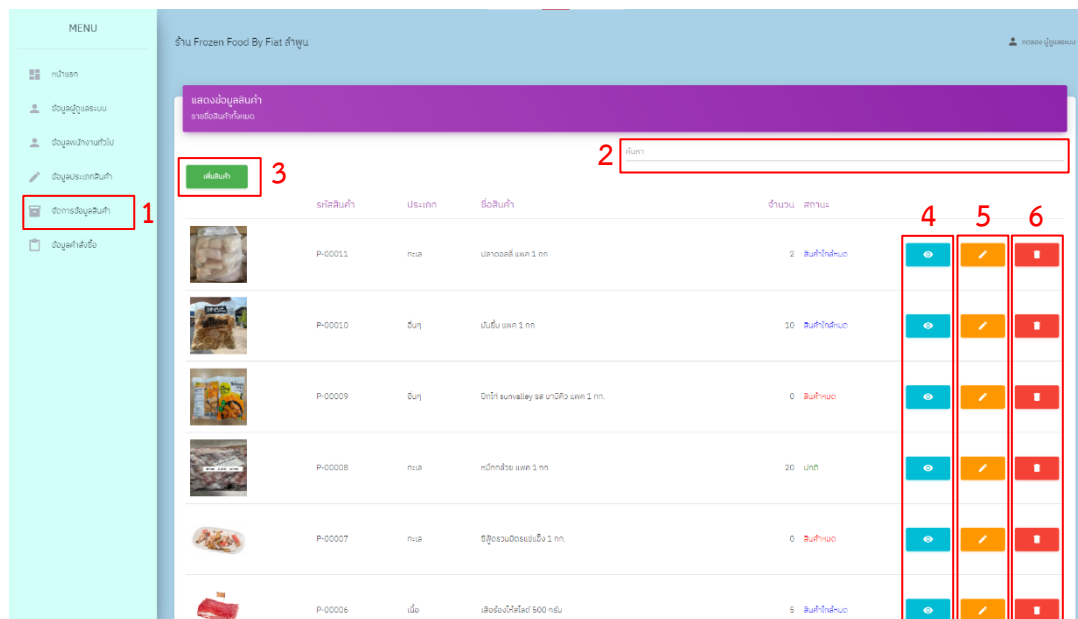 MENU
หน้าแรก
ข้อมูลผู้ดูแลระบบ
ข้อมูลพนักงานทั่วไป
ข้อมูลประเภทสินค้า
จัดการข้อมูลสินค้า
1
ข้อมูลคำสั่งซื้อ
ร้าน Frozen Food By Fiat ลำพูน
ทดลอง ผู้ดูแลระบบ
แสดงข้อมูลสินค้า
รายชื่อสินค้าทั้งหมด
2
ค้นหา
เพิ่มสินค้า
3
รหัสสินค้า ประเภท ชื่อสินค้า จำนวน สถานะ
4 5 6
P-00011 ทะเล ปลาดอลลี่ แพค 1 กก 2 สินค้าใกล้หมด
P-00010 อื่นๆ มันชิ้น แพค 1 กก 10 สินค้าใกล้หมด
P-00009 อื่นๆ ปีกไก่ sunvalley รส บาบีคิว แพค 1 กก. 0 สินค้าหมด
P-00008 ทะเล หมึกกล้วย แพค 1 กก 20 ปกติ
P-00007 ทะเล ซีฟู้ดรวมมิตรแช่แข็ง 1 กก. 0 สินค้าหมด
P-00006 เนื้อ เสือร้องไห้สไลด์ 500 กรัม 5 สินค้าใกล้หมด